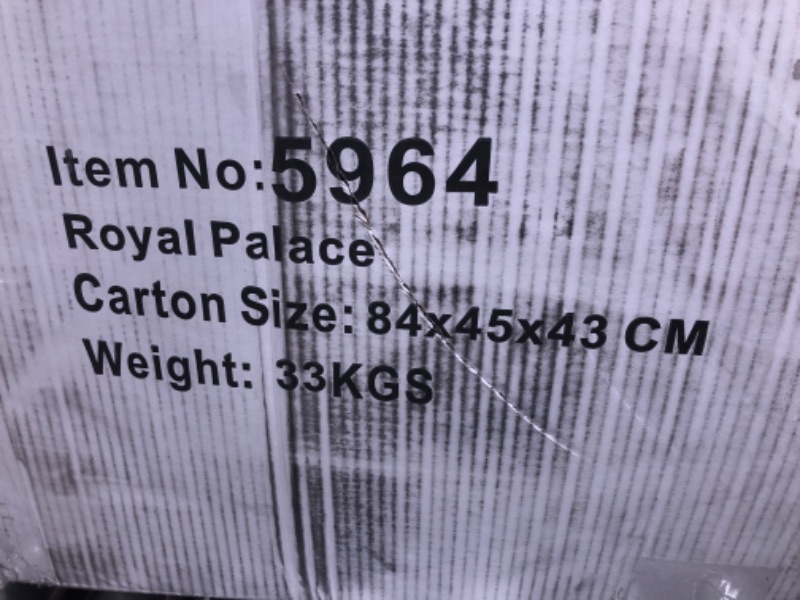 Item No:5964
Royal Palace
Carton Size: 84x45x43 CM
Weight: 33KGS